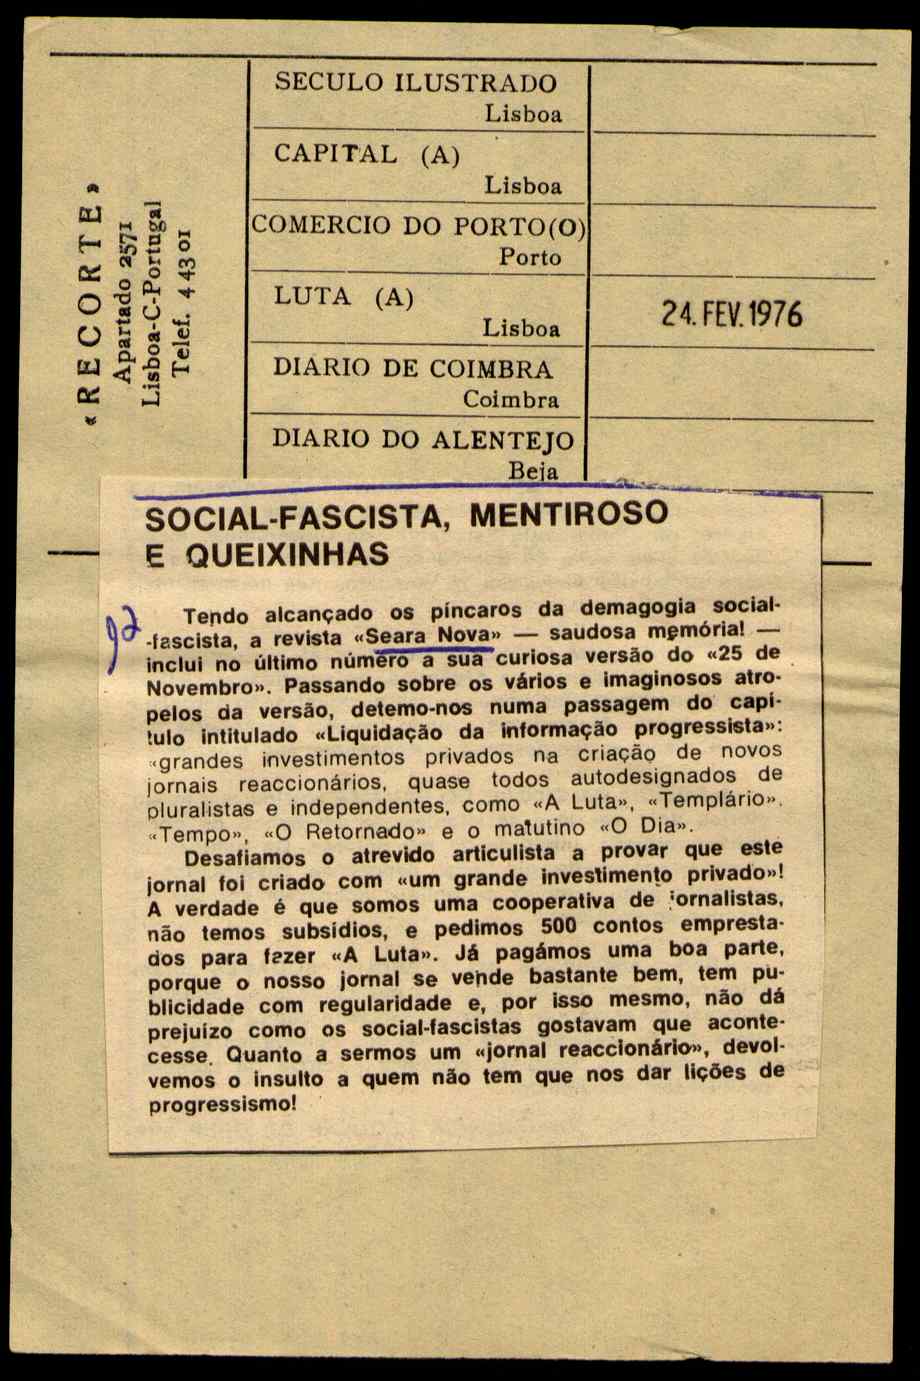 «RECORTE»
Apartado 2571
Lisboa-C-Portugal
Telef. 4 43 01
SECULO ILUSTRADO
Lisboa
CAPITAL (A)
Lisboa
COMERCIO DO PORTO(O)
Porto
LUTA (A)
Lisboa
24. FEV. 1976
DIARIO DE COIMBRA
Coimbra
DIARIO DO ALENTEJO
Beja
SOCIAL-FASCISTA, MENTIROSO
E QUEIXINHAS
Tendo alcançado os píncaros da demagogia social-
-fascista, a revista «Seara Nova» — saudosa memória! —
inclui no último número a sua curiosa versão do «25 de
Novembro». Passando sobre os vários e imaginosos atro-
pelos da versão, detemo-nos numa passagem do capí-
tulo intitulado «Liquidação da informação progressista»:
«grandes investimentos privados na criação de novos
jornais reaccionários, quase todos autodesignados de
pluralistas e independentes, como «A Luta», «Templário».
«Tempo», «O Retornado» e o matutino «O Dia».
Desafiamos o atrevido articulista a provar que este
jornal foi criado com «um grande investimento privado»!
A verdade é que somos uma cooperativa de jornalistas,
não temos subsídios, e pedimos 500 contos empresta-
dos para fazer «A Luta». Já pagámos uma boa parte,
porque o nosso jornal se vende bastante bem, tem pu-
blicidade com regularidade e, por isso mesmo, não dá
prejuízo como os social-fascistas gostavam que aconte-
cesse. Quanto a sermos um «jornal reaccionário», devol-
vemos o insulto a quem não tem que nos dar lições de
progressismo!